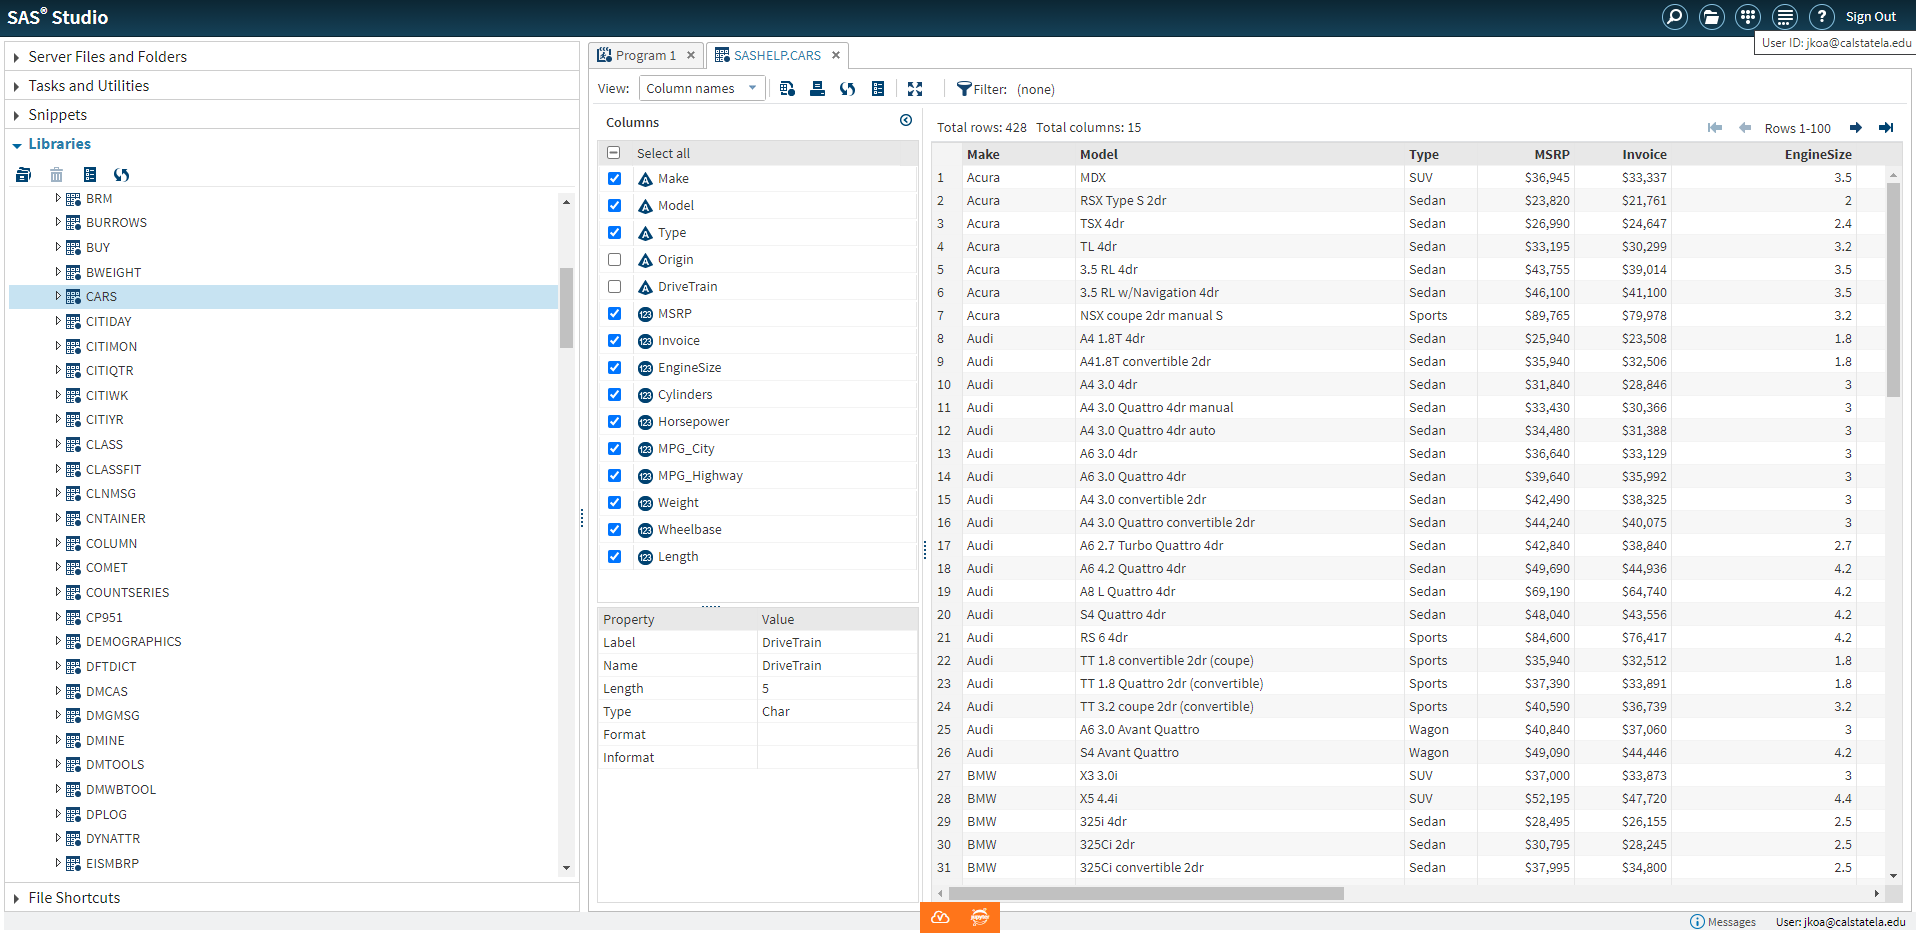 SAS® Studio
Sign Out
User ID: jkoa@calstatela.edu
Server Files and Folders
Tasks and Utilities
Snippets
Libraries
BRM
BURROWS
BUY
BWEIGHT
CARS
CITIDAY
CITIMON
CITIQTR
CITIWK
CITIYR
CLASS
CLASSFIT
CLNMSG
CNTAINER
COLUMN
COMET
COUNTSERIES
CP951
DEMOGRAPHICS
DFTDICT
DMCAS
DMGMSG
DMINE
DMTOOLS
DMWBTOOL
DPLOG
DYNATTR
EISMBRP
File Shortcuts
Program 1
SASHELP.CARS
View: Column names
Filter: (none)
Columns
Select all
Make
Model
Type
Origin
DriveTrain
MSRP
Invoice
EngineSize
Cylinders
Horsepower
MPG_City
MPG_Highway
Weight
Wheelbase
Length
Property Value
Label DriveTrain
Name DriveTrain
Length 5
Type Char
Format
Informat
Total rows: 428 Total columns: 15
Rows 1-100
Make Model Type MSRP Invoice EngineSize
1 Acura MDX SUV $36,945 $33,337 3.5
2 Acura RSX Type S 2dr Sedan $23,820 $21,761 2
3 Acura TSX 4dr Sedan $26,990 $24,647 2.4
4 Acura TL 4dr Sedan $33,195 $30,299 3.2
5 Acura 3.5 RL 4dr Sedan $43,755 $39,014 3.5
6 Acura 3.5 RL w/Navigation 4dr Sedan $46,100 $41,100 3.5
7 Acura NSX coupe 2dr manual S Sports $89,765 $79,978 3.2
8 Audi A4 1.8T 4dr Sedan $25,940 $23,508 1.8
9 Audi A41.8T convertible 2dr Sedan $35,940 $32,506 1.8
10 Audi A4 3.0 4dr Sedan $31,840 $28,846 3
11 Audi A4 3.0 Quattro 4dr manual Sedan $33,430 $30,366 3
12 Audi A4 3.0 Quattro 4dr auto Sedan $34,480 $31,388 3
13 Audi A6 3.0 4dr Sedan $36,640 $33,129 3
14 Audi A6 3.0 Quattro 4dr Sedan $39,640 $35,992 3
15 Audi A4 3.0 convertible 2dr Sedan $42,490 $38,325 3
16 Audi A4 3.0 Quattro convertible 2dr Sedan $44,240 $40,075 3
17 Audi A6 2.7 Turbo Quattro 4dr Sedan $42,840 $38,840 2.7
18 Audi A6 4.2 Quattro 4dr Sedan $49,690 $44,936 4.2
19 Audi A8 L Quattro 4dr Sedan $69,190 $64,740 4.2
20 Audi S4 Quattro 4dr Sedan $48,040 $43,556 4.2
21 Audi RS 6 4dr Sports $84,600 $76,417 4.2
22 Audi TT 1.8 convertible 2dr (coupe) Sports $35,940 $32,512 1.8
23 Audi TT 1.8 Quattro 2dr (convertible) Sports $37,390 $33,891 1.8
24 Audi TT 3.2 coupe 2dr (convertible) Sports $40,590 $36,739 3.2
25 Audi A6 3.0 Avant Quattro Wagon $40,840 $37,060 3
26 Audi S4 Avant Quattro Wagon $49,090 $44,446 4.2
27 BMW X3 3.0i SUV $37,000 $33,873 3
28 BMW X5 4.4i SUV $52,195 $47,720 4.4
29 BMW 325i 4dr Sedan $28,495 $26,155 2.5
30 BMW 325Ci 2dr Sedan $30,795 $28,245 2.5
31 BMW 325Ci convertible 2dr Sedan $37,995 $34,800 2.5
Messages
User: jkoa@calstatela.edu